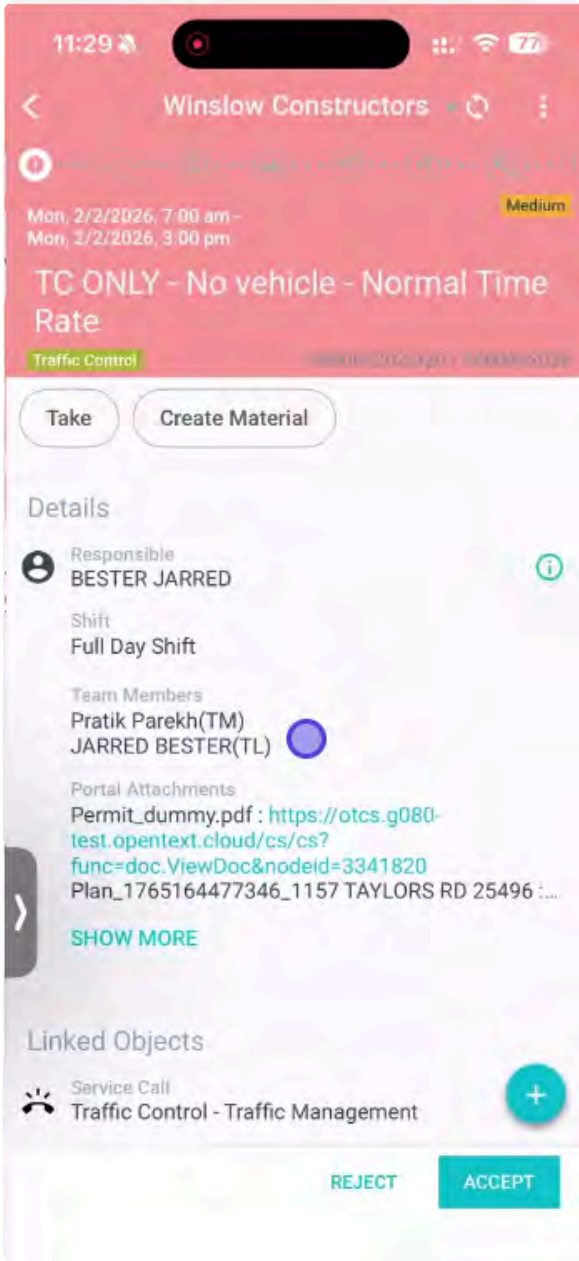 11:29
77
Winslow Constructors
Mon, 2/2/2026, 7:00 am -
Mon, 2/2/2026, 3:00 pm
Medium
TC ONLY - No vehicle - Normal Time
Rate
Traffic Control
Take
Create Material
Details
Responsible
BESTER JARRED
Shift
Full Day Shift
Team Members
Pratik Parekh(TM)
JARRED BESTER(TL)
Portal Attachments
Permit_dummy.pdf : https://otcs.g080-
test.opentext.cloud/cs/cs?
func=doc.ViewDoc&nodeid=3341820
Plan_1765164477346_1157 TAYLORS RD 25496 :...
SHOW MORE
Linked Objects
Service Call
Traffic Control - Traffic Management
REJECT
ACCEPT